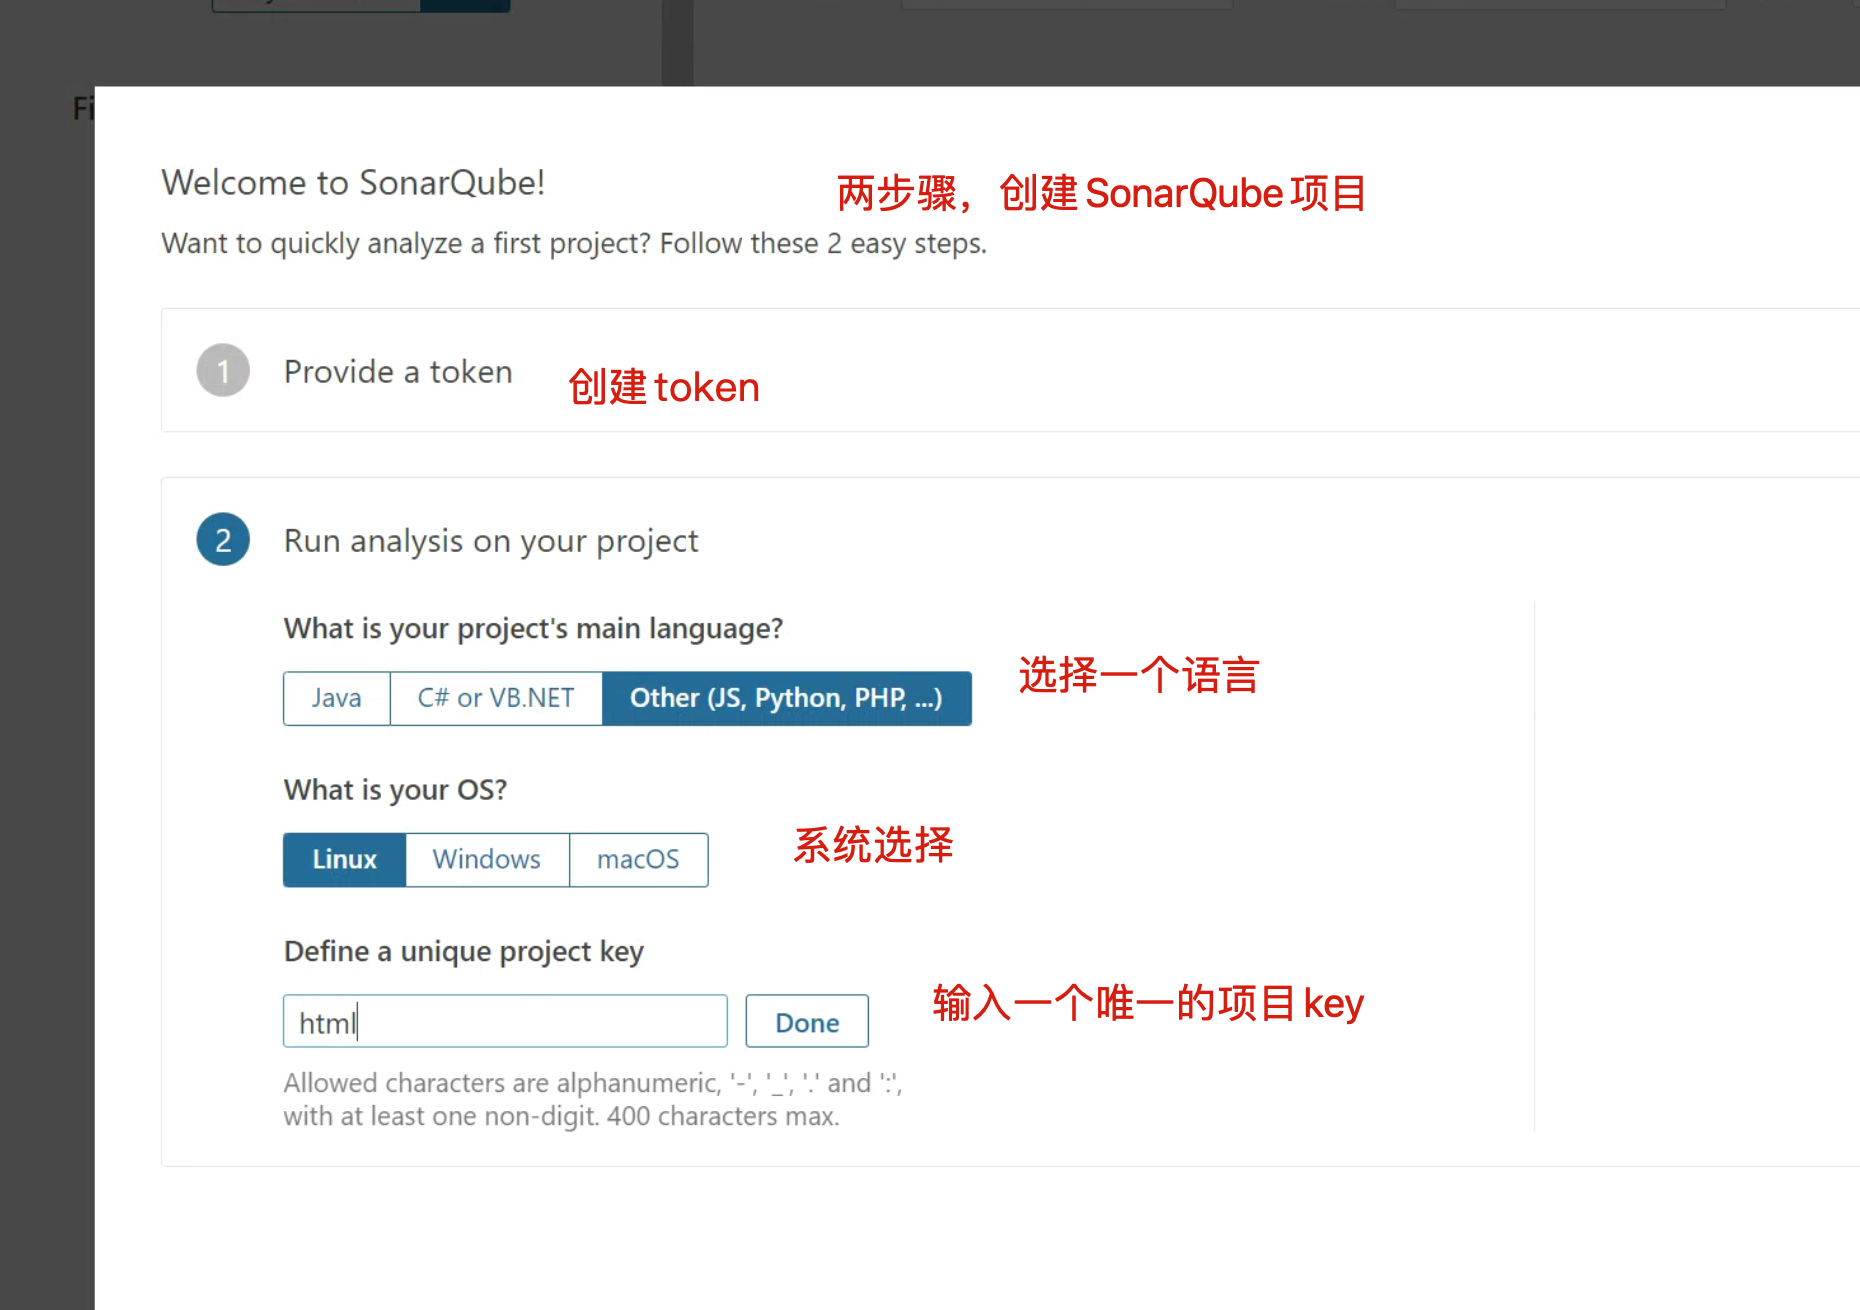 Fi
Welcome to SonarQube!
两步骤，创建SonarQube项目
Want to quickly analyze a first project? Follow these 2 easy steps.
1 Provide a token
创建token
2 Run analysis on your project
What is your project's main language?
Java C# or VB.NET Other (JS, Python, PHP, ...)
选择一个语言
What is your OS?
Linux Windows macOS
系统选择
Define a unique project key
html Done
输入一个唯一的项目key
Allowed characters are alphanumeric, '-', '_', '.' and ':',
with at least one non-digit. 400 characters max.